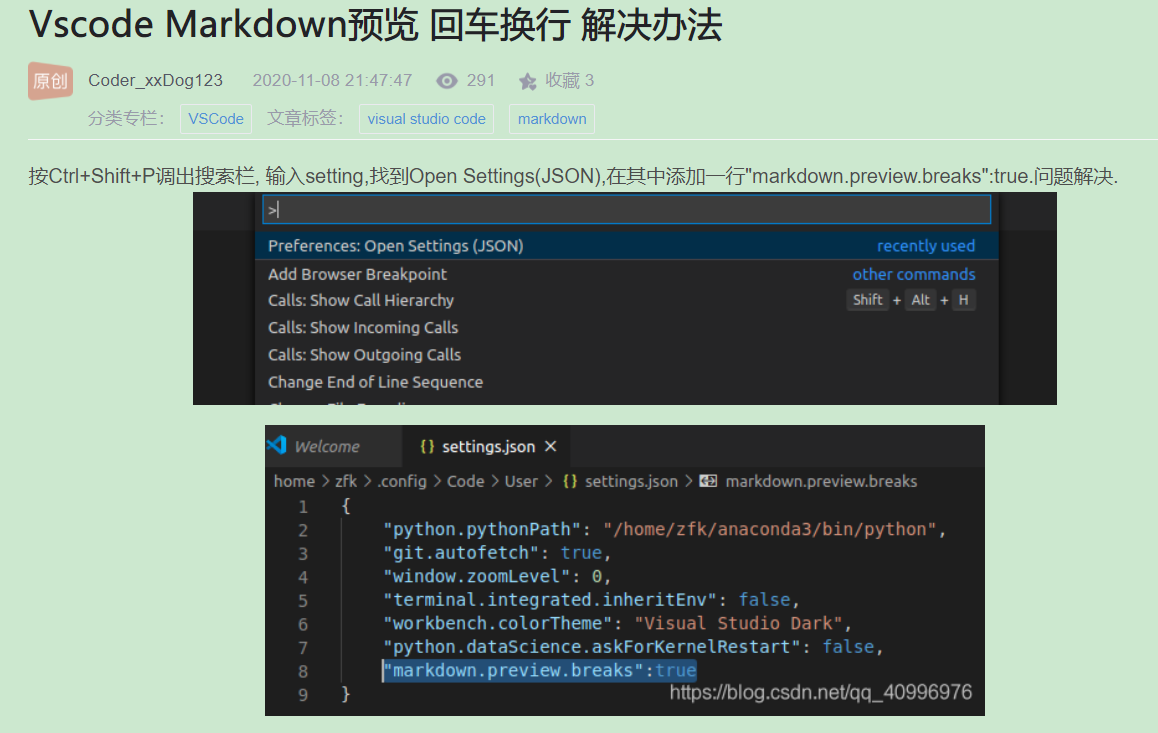 Vscode Markdown预览 回车换行 解决办法
原创 Coder_xxDog123 2020-11-08 21:47:47 291 收藏 3
分类专栏： VSCode 文章标签： visual studio code markdown
按Ctrl+Shift+P调出搜索栏, 输入setting,找到Open Settings(JSON),在其中添加一行"markdown.preview.breaks":true.问题解决.
>
Preferences: Open Settings (JSON) recently used
Add Browser Breakpoint other commands
Calls: Show Call Hierarchy Shift + Alt + H
Calls: Show Incoming Calls
Calls: Show Outgoing Calls
Change End of Line Sequence
Welcome {} settings.json ×
home > zfk > .config > Code > User > {} settings.json > markdown.preview.breaks
1 {
2 "python.pythonPath": "/home/zfk/anaconda3/bin/python",
3 "git.autofetch": true,
4 "window.zoomLevel": 0,
5 "terminal.integrated.inheritEnv": false,
6 "workbench.colorTheme": "Visual Studio Dark",
7 "python.dataScience.askForKernelRestart": false,
8 "markdown.preview.breaks":true
9 }
https://blog.csdn.net/qq_40996976